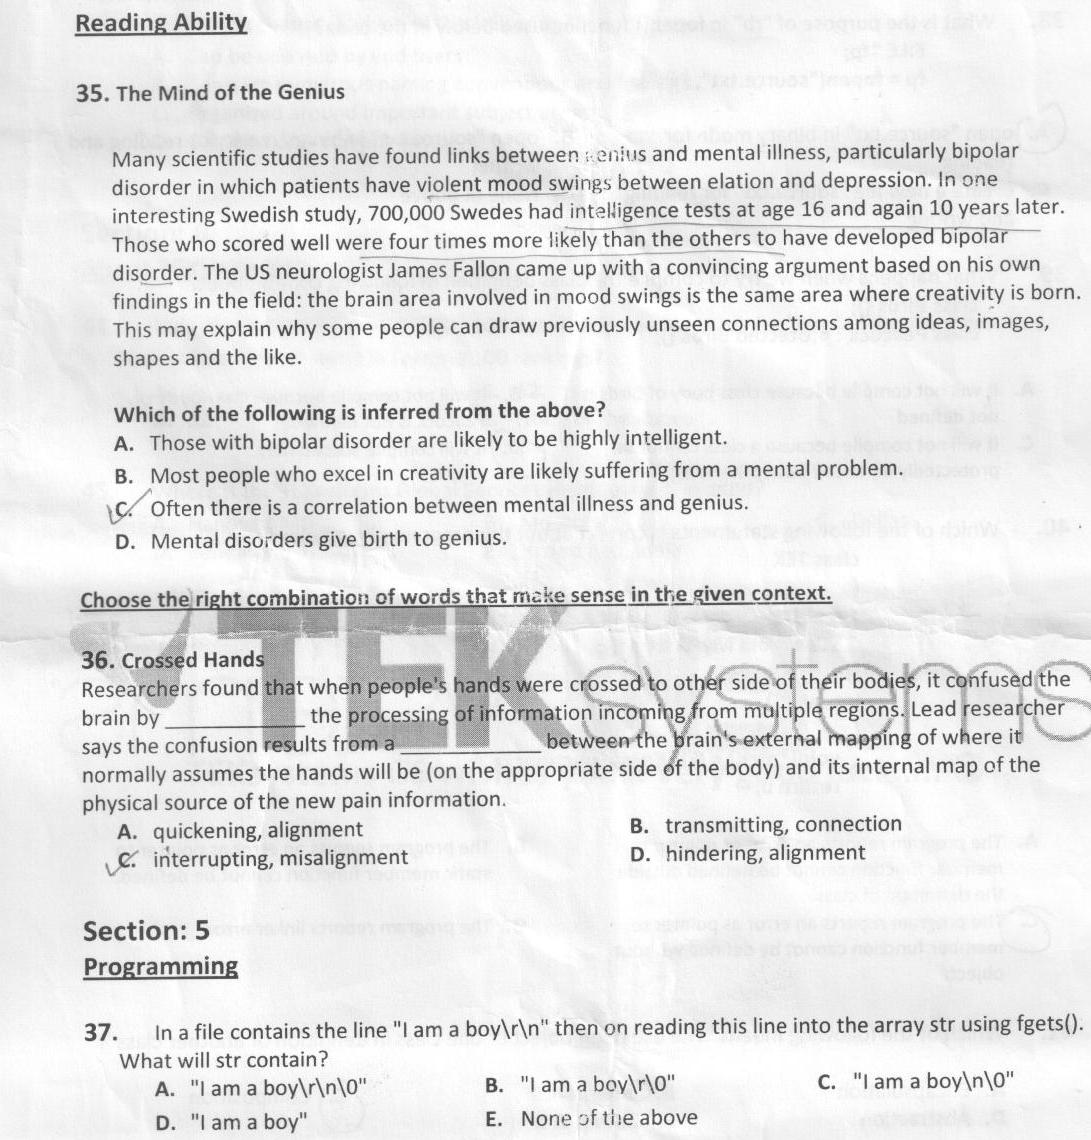 Reading Ability
35. The Mind of the Genius
Many scientific studies have found links between genius and mental illness, particularly bipolar
disorder in which patients have violent mood swings between elation and depression. In one
interesting Swedish study, 700,000 Swedes had intelligence tests at age 16 and again 10 years later.
Those who scored well were four times more likely than the others to have developed bipolar
disorder. The US neurologist James Fallon came up with a convincing argument based on his own
findings in the field: the brain area involved in mood swings is the same area where creativity is born.
This may explain why some people can draw previously unseen connections among ideas, images,
shapes and the like.
Which of the following is inferred from the above?
A. Those with bipolar disorder are likely to be highly intelligent.
B. Most people who excel in creativity are likely suffering from a mental problem.
C. Often there is a correlation between mental illness and genius.
D. Mental disorders give birth to genius.
Choose the right combination of words that make sense in the given context.
TEKsystems
36. Crossed Hands
Researchers found that when people's hands were crossed to other side of their bodies, it confused the
brain by ______________ the processing of information incoming from multiple regions. Lead researcher
says the confusion results from a ______________ between the brain's external mapping of where it
normally assumes the hands will be (on the appropriate side of the body) and its internal map of the
physical source of the new pain information.
A. quickening, alignment B. transmitting, connection
C. interrupting, misalignment D. hindering, alignment
Section: 5
Programming
37. In a file contains the line "I am a boy\r\n" then on reading this line into the array str using fgets().
What will str contain?
A. "I am a boy\r\n\0" B. "I am a boy\r\0" C. "I am a boy\n\0"
D. "I am a boy" E. None of the above